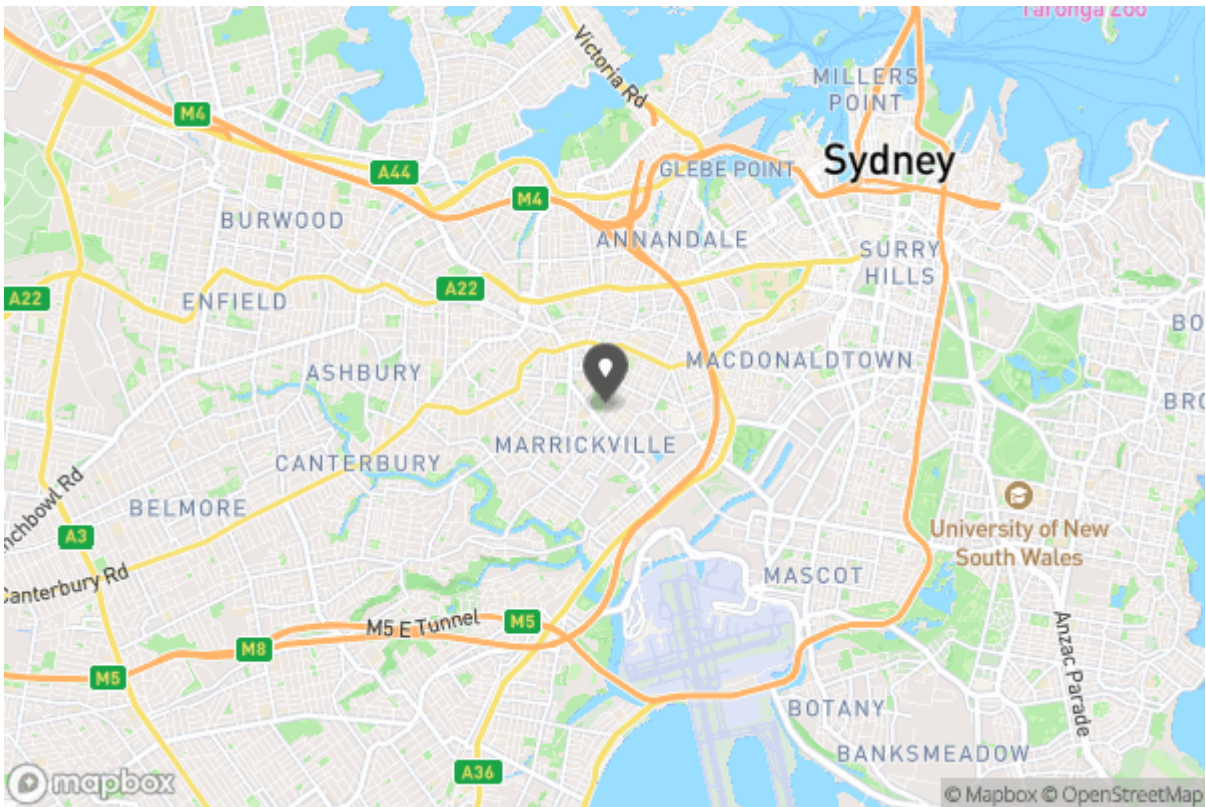 Taronga Zoo
Victoria Rd
MILLERS
POINT
M4
A44
GLEBE POINT
Sydney
M4
BURWOOD
ANNANDALE
SURRY
HILLS
A22
ENFIELD
A22
BO
ASHBURY
MACDONALDTOWN
BRO
MARRICKVILLE
CANTERBURY
BELMORE
nchbowl Rd
A3
University of New
South Wales
Canterbury Rd
MASCOT
M5 E Tunnel
M5
M8
M5
Anzac Parade
BOTANY
BANKSMEADOW
A36
mapbox
© Mapbox © OpenStreetMap